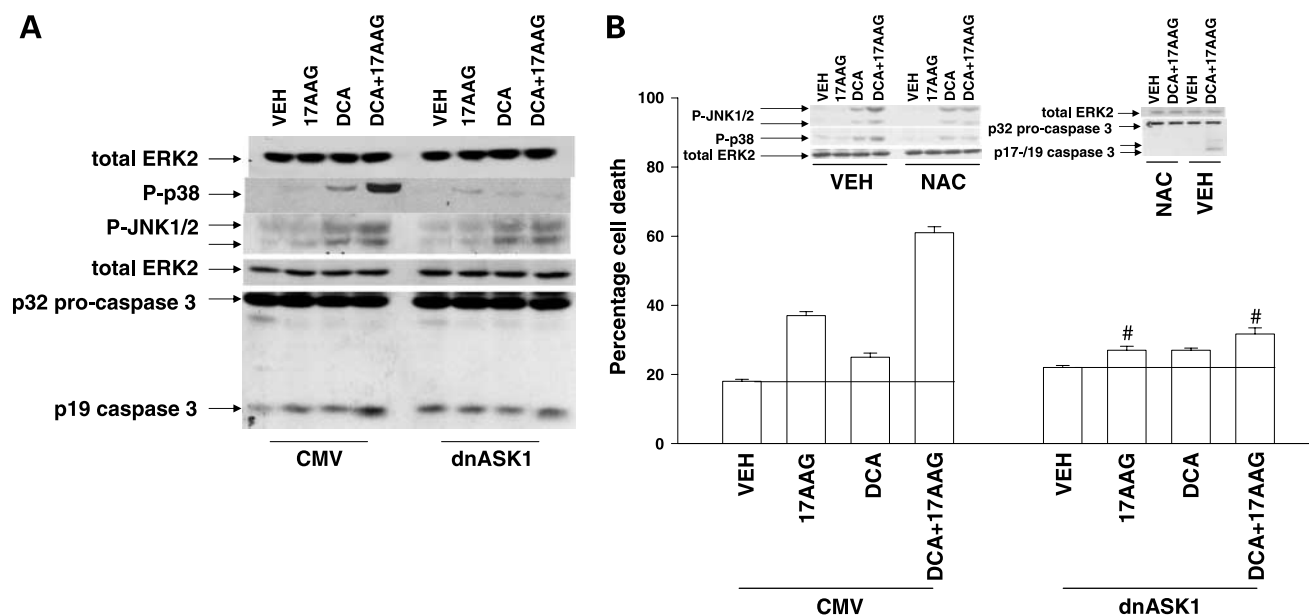 A
VEH
17AAG
DCA
DCA+17AAG
VEH
17AAG
DCA
DCA+17AAG
total ERK2
P-p38
P-JNK1/2
total ERK2
p32 pro-caspase 3
p19 caspase 3
CMV
dnASK1
B
VEH
17AAG
DCA
DCA+17AAG
VEH
17AAG
DCA
DCA+17AAG
P-JNK1/2
P-p38
total ERK2
VEH
NAC
VEH
DCA+17AAG
VEH
DCA+17AAG
total ERK2
p32 pro-caspase 3
p17-/19 caspase 3
NAC
VEH
Percentage cell death
100
80
60
40
20
0
#
#
VEH
17AAG
DCA
DCA+17AAG
VEH
17AAG
DCA
DCA+17AAG
CMV
dnASK1